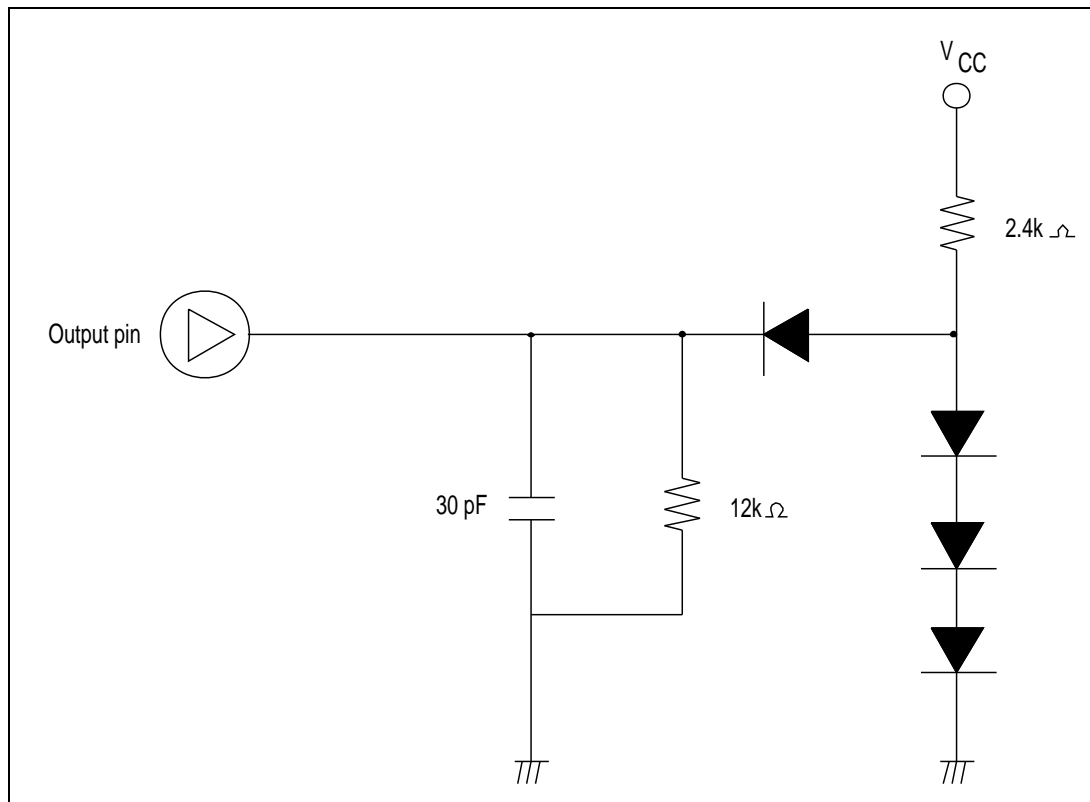 V CC
2.4k Ω
Output pin
30 pF
12k Ω